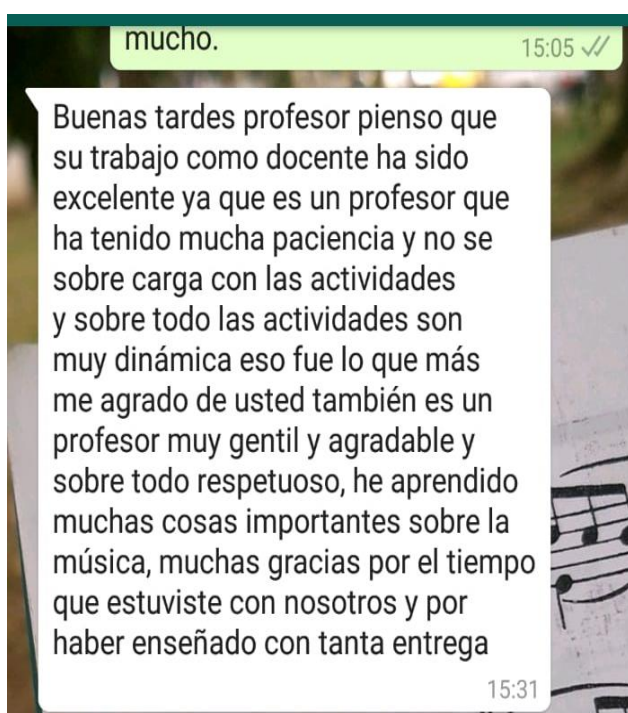 mucho.
15:05
Buenas tardes profesor pienso que
su trabajo como docente ha sido
excelente ya que es un profesor que
ha tenido mucha paciencia y no se
sobre carga con las actividades
y sobre todo las actividades son
muy dinámica eso fue lo que más
me agrado de usted también es un
profesor muy gentil y agradable y
sobre todo respetuoso, he aprendido
muchas cosas importantes sobre la
música, muchas gracias por el tiempo
que estuviste con nosotros y por
haber enseñado con tanta entrega
15:31